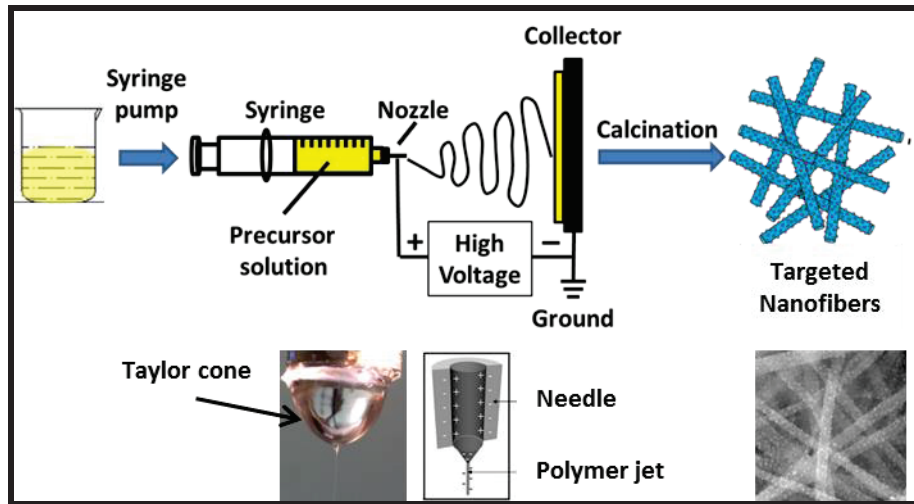 Collector
Syringe
pump
Syringe
Nozzle
Calcination
Precursor
solution
+
High
Voltage
−
Ground
Targeted
Nanofibers
Taylor cone
Needle
Polymer jet